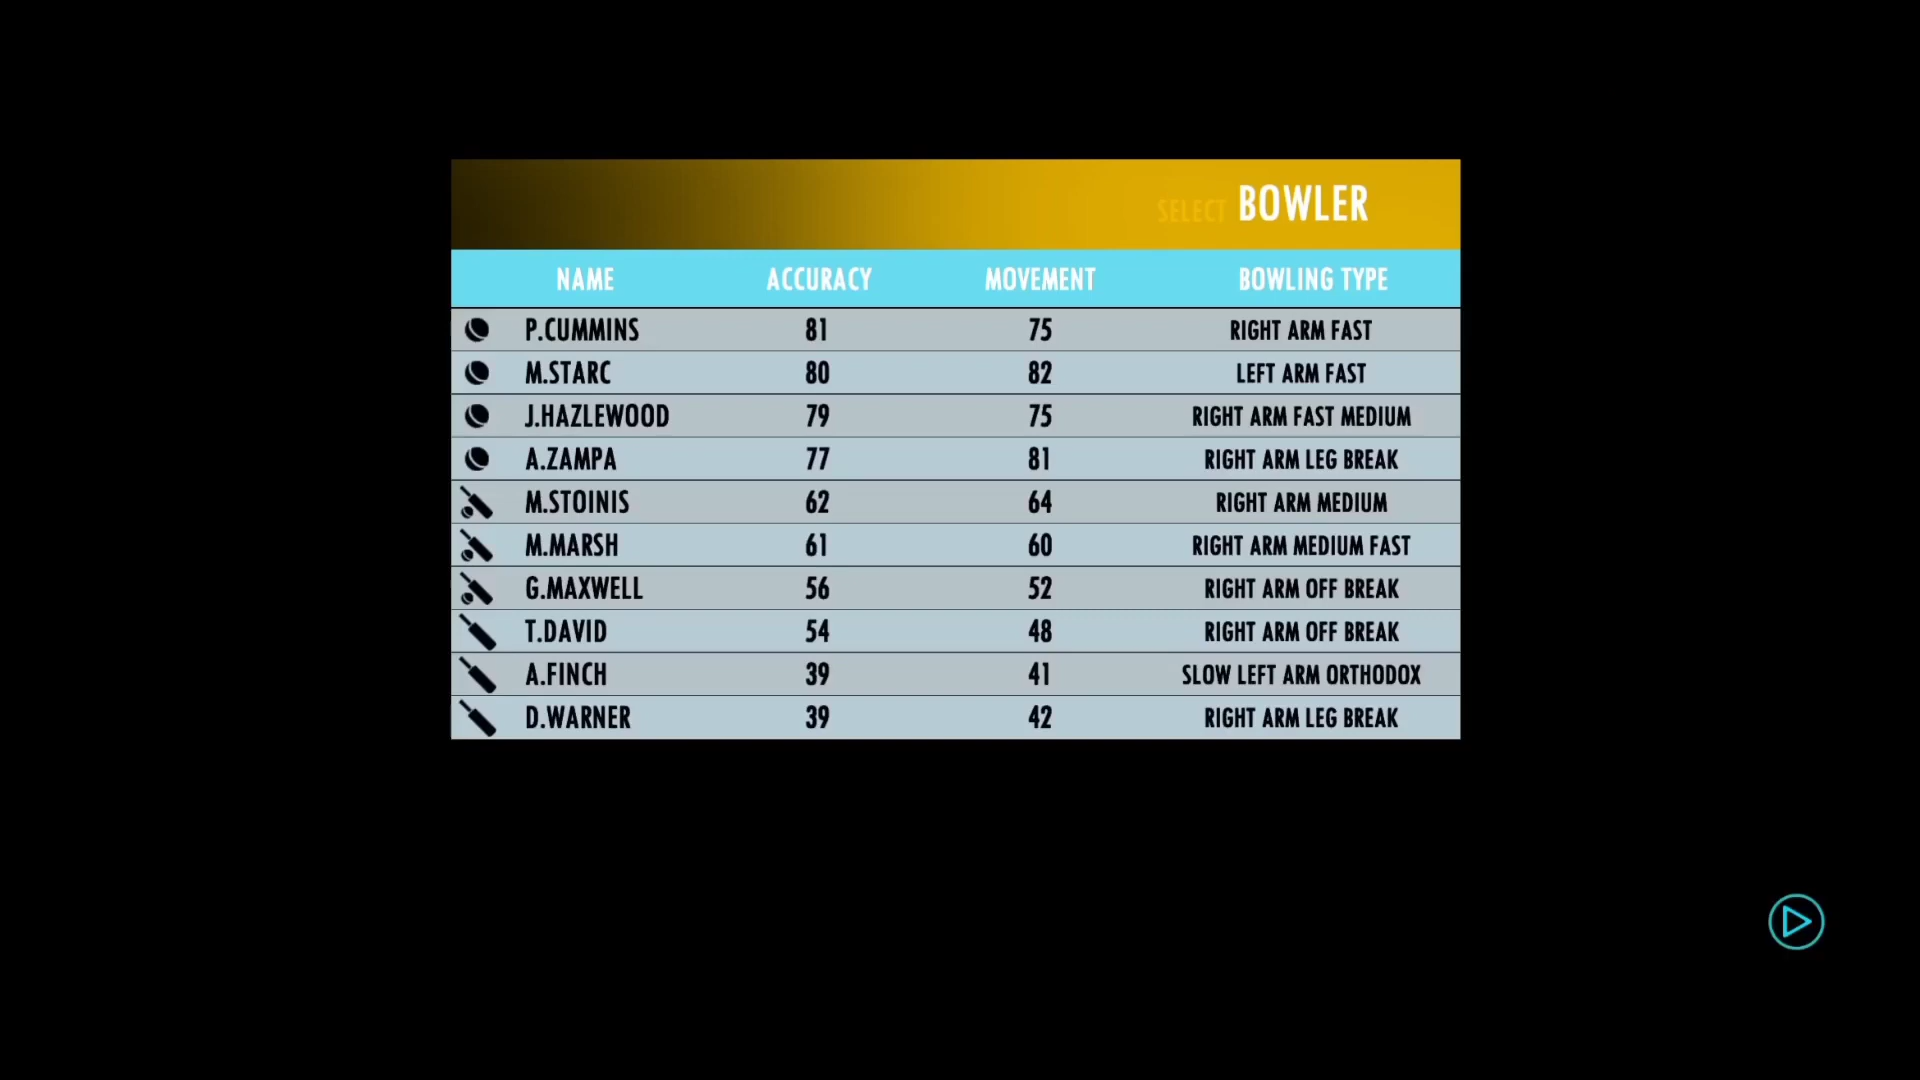 SELECT BOWLER
NAME ACCURACY MOVEMENT BOWLING TYPE
P.CUMMINS 81 75 RIGHT ARM FAST
M.STARC 80 82 LEFT ARM FAST
J.HAZLEWOOD 79 75 RIGHT ARM FAST MEDIUM
A.ZAMPA 77 81 RIGHT ARM LEG BREAK
M.STOINIS 62 64 RIGHT ARM MEDIUM
M.MARSH 61 60 RIGHT ARM MEDIUM FAST
G.MAXWELL 56 52 RIGHT ARM OFF BREAK
T.DAVID 54 48 RIGHT ARM OFF BREAK
A.FINCH 39 41 SLOW LEFT ARM ORTHODOX
D.WARNER 39 42 RIGHT ARM LEG BREAK